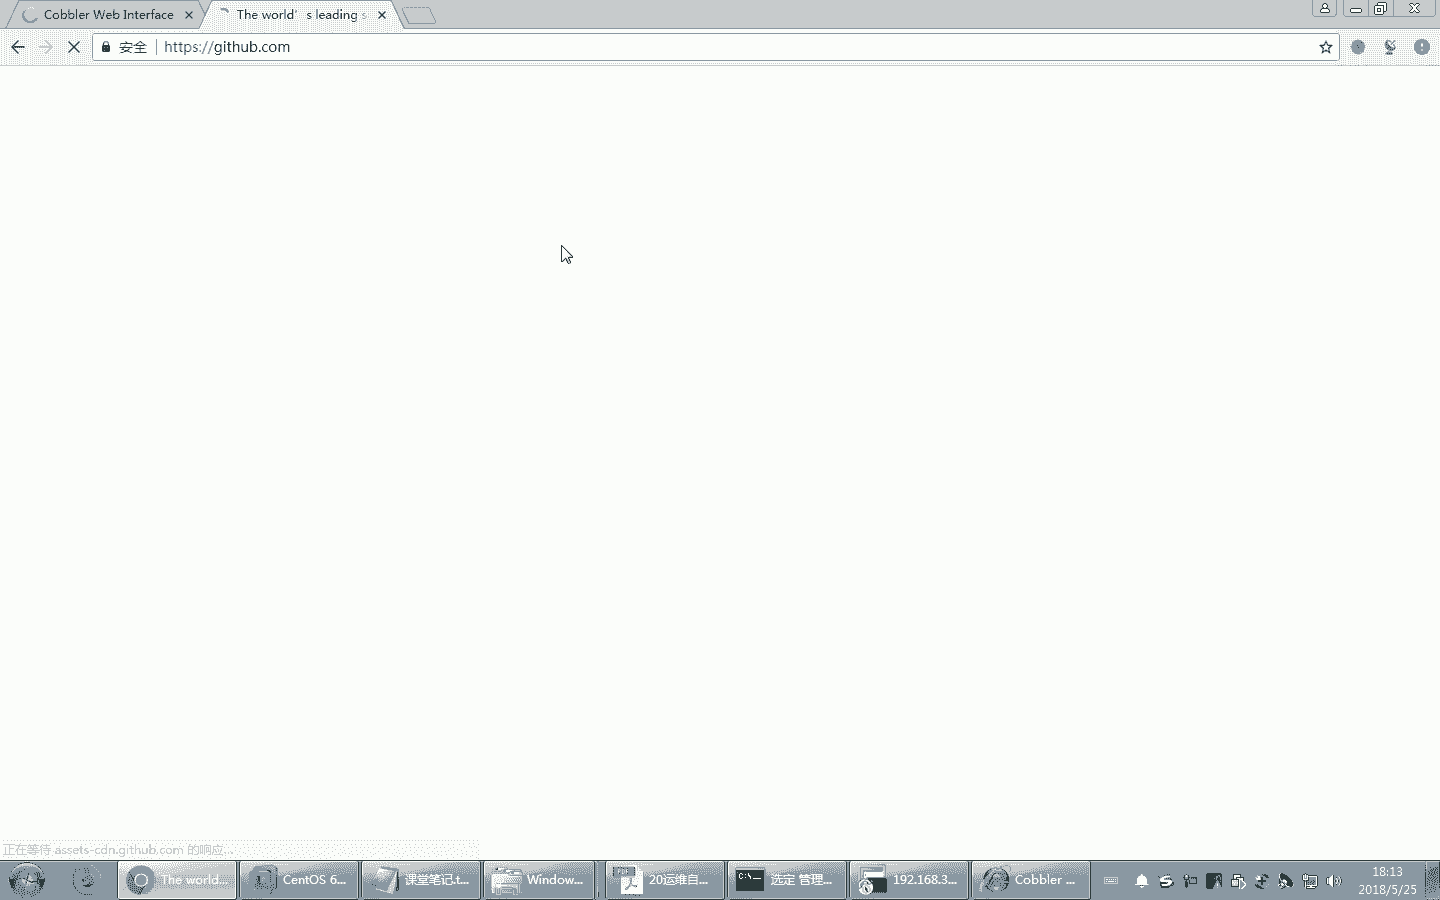 Cobbler Web Interface
The world's leading s
安全 https://github.com
正在等待 assets-cdn.github.com 的响应...
The world...
CentOS 6...
课堂笔记.t...
Window...
PDF
20运维自...
C:\...
选定 管理...
192.168.3...
Cobbler ...
18:13
2018/5/25